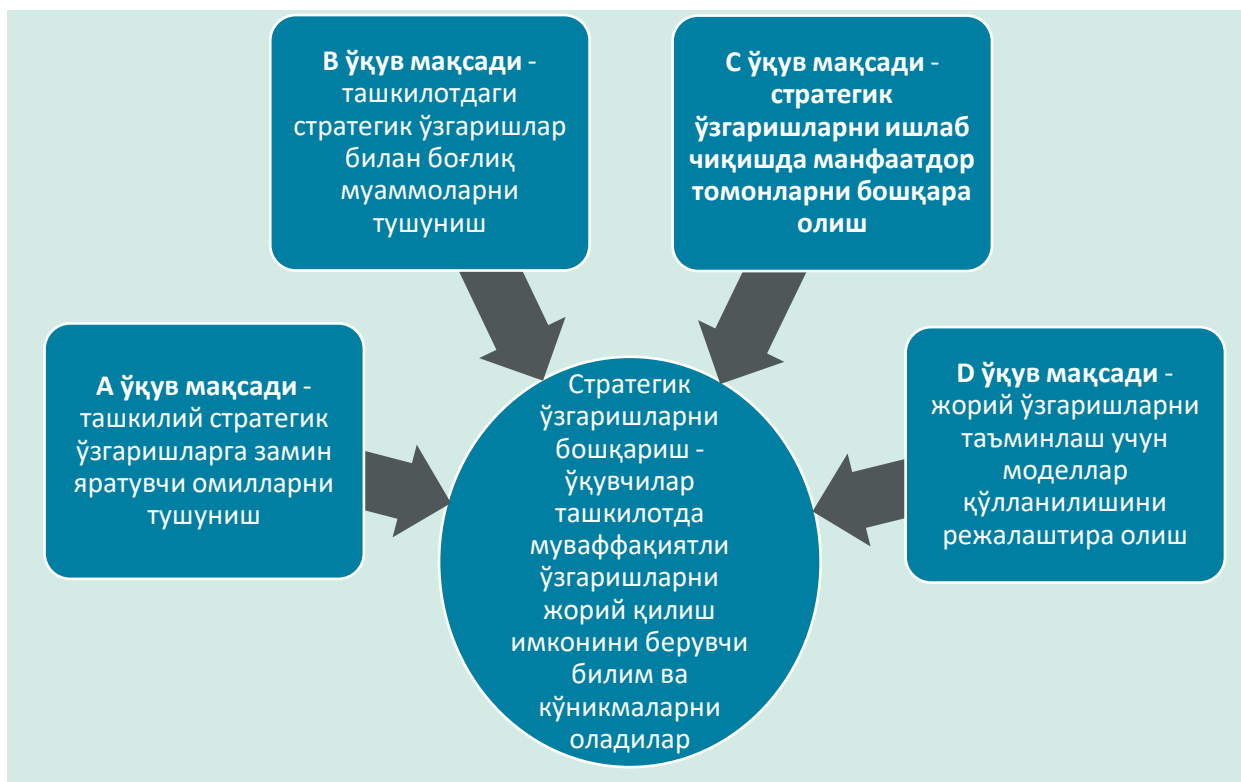 В ўқув мақсади -
ташкилотдаги
стратегик ўзгаришлар
билан боғлиқ
муаммоларни
тушуниш
С ўқув мақсади -
стратегик
ўзгаришларни ишлаб
чиқишда манфаатдор
томонларни бошқара
олиш
А ўқув мақсади -
ташкилий стратегик
ўзгаришларга замин
яратувчи омилларни
тушуниш
D ўқув мақсади -
жорий ўзгаришларни
таъминлаш учун
моделлар
қўлланилишини
режалаштира олиш
Стратегик
ўзгаришларни
бошқариш -
ўқувчилар
ташкилотда
муваффақиятли
ўзгаришларни
жорий қилиш
имконини берувчи
билим ва
кўникмаларни
оладилар